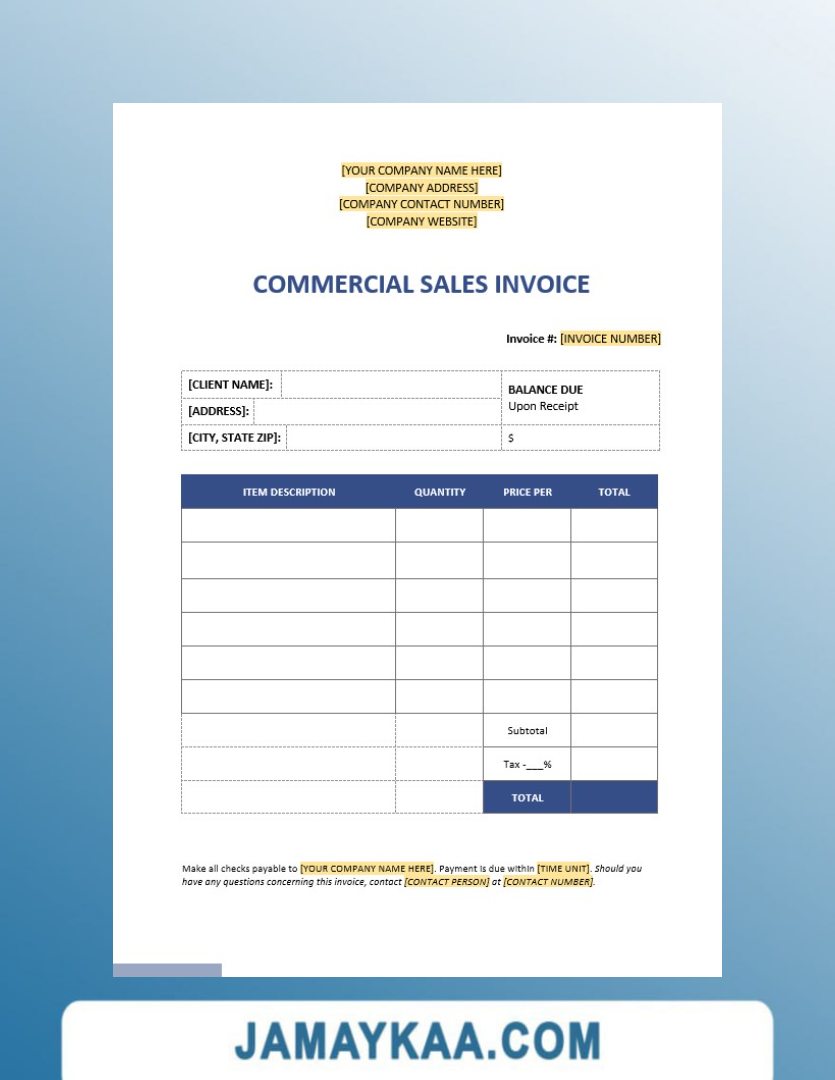 [YOUR COMPANY NAME HERE]
[COMPANY ADDRESS]
[COMPANY CONTACT NUMBER]
[COMPANY WEBSITE]
COMMERCIAL SALES INVOICE
Invoice #: [INVOICE NUMBER]
[CLIENT NAME]:
BALANCE DUE
Upon Receipt
[ADDRESS]:
[CITY, STATE ZIP]:
$
ITEM DESCRIPTION QUANTITY PRICE PER TOTAL
Subtotal
Tax -___%
TOTAL
Make all checks payable to [YOUR COMPANY NAME HERE]. Payment is due within [TIME UNIT]. Should you
have any questions concerning this invoice, contact [CONTACT PERSON] at [CONTACT NUMBER].
JAMAYKAA.COM